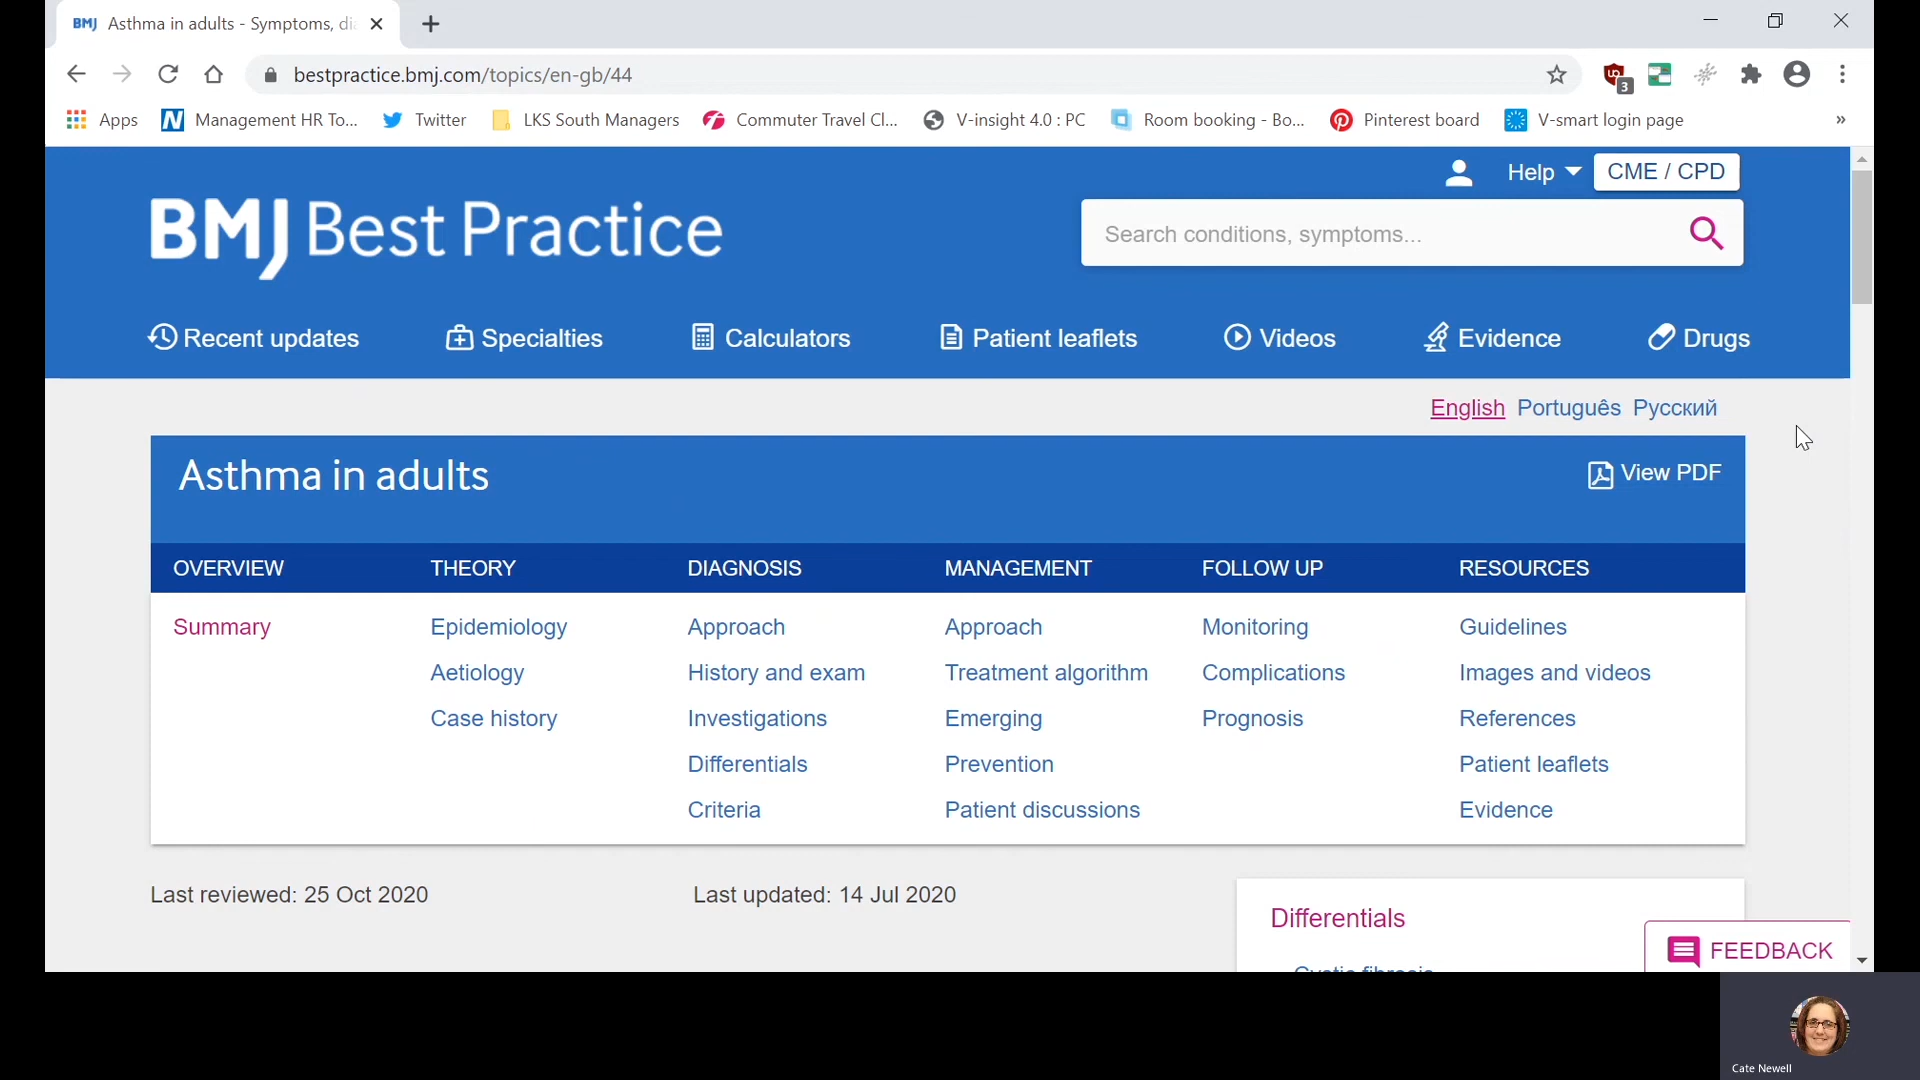 BMJ Asthma in adults - Symptoms, dia
bestpractice.bmj.com/topics/en-gb/44
3
Apps Management HR To... Twitter LKS South Managers Commuter Travel Cl... V-insight 4.0 : PC Room booking - Bo... Pinterest board V-smart login page »
Help CME / CPD
BMJ Best Practice
Search conditions, symptoms...
Recent updates Specialties Calculators Patient leaflets Videos Evidence Drugs
English Português Русский
Asthma in adults
View PDF
OVERVIEW THEORY DIAGNOSIS MANAGEMENT FOLLOW UP RESOURCES
Summary Epidemiology Approach Approach Monitoring Guidelines
Aetiology History and exam Treatment algorithm Complications Images and videos
Case history Investigations Emerging Prognosis References
Differentials Prevention Patient leaflets
Criteria Patient discussions Evidence
Last reviewed: 25 Oct 2020 Last updated: 14 Jul 2020
Differentials
FEEDBACK
Cystic fibrosis
Cate Newell